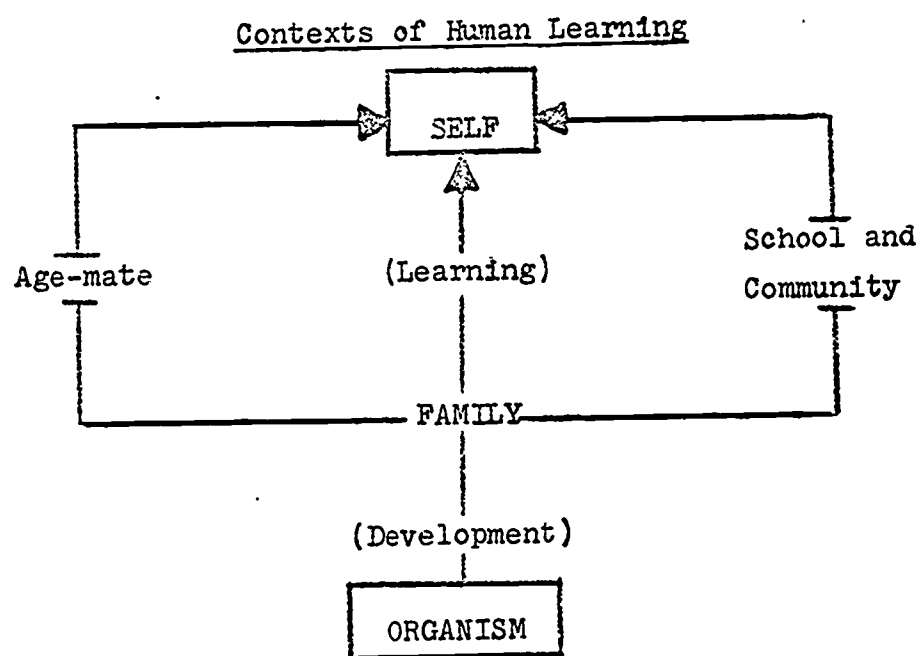 Contexts of Human Learning
SELF
Age-mate
(Learning)
School and
Community
FAMILY
(Development)
ORGANISM